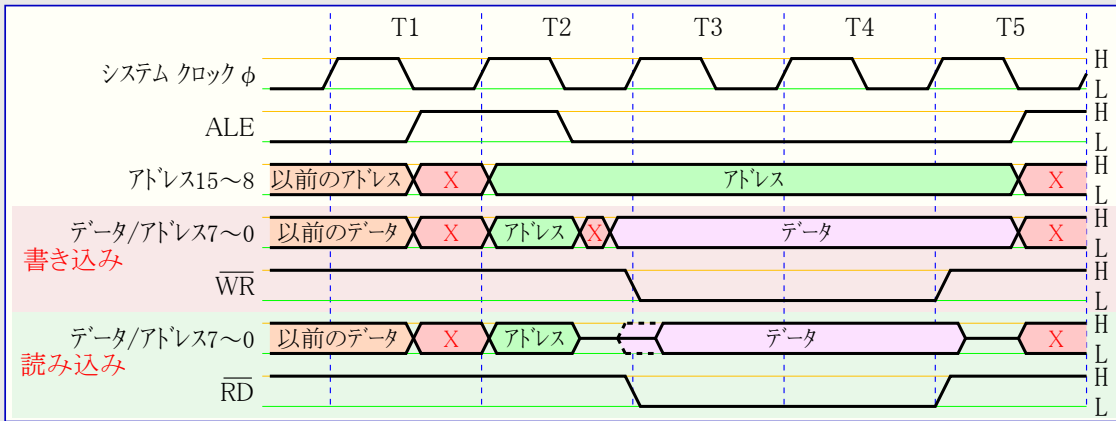 T1 T2 T3 T4 T5
システム クロック φ H
L
ALE H
L
アドレス15～8 以前のアドレス X アドレス X H
L
データ/アドレス7～0 以前のデータ X アドレス X データ X H
L
書き込み
WR H
L
データ/アドレス7～0 以前のデータ X アドレス データ X H
L
読み込み
RD H
L